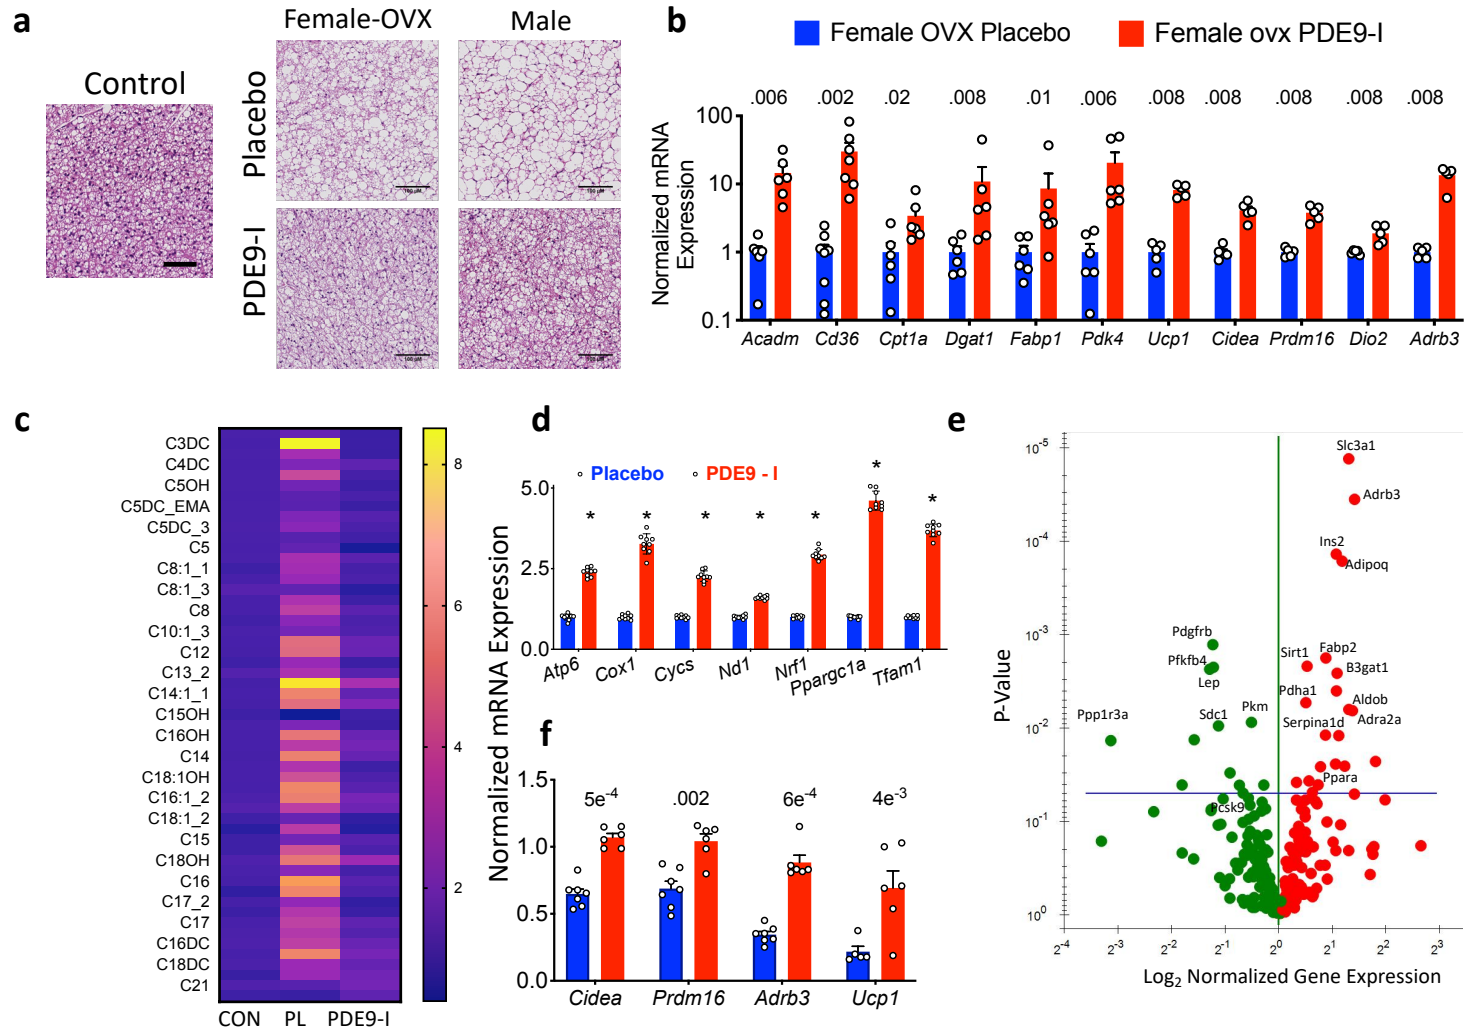 a
Female-OVX
Male
Control
Placebo
PDE9-I
b
Female OVX Placebo
Female ovx PDE9-I
.006 .002 .02 .008 .01 .006 .008 .008 .008 .008 .008
Normalized mRNA
Expression
100
10
1
0.1
Acadm Cd36 Cpt1a Dgat1 Fabp1 Pdk4 Ucp1 Cidea Prdm16 Dio2 Adrb3
c
C3DC
C4DC
C5OH
C5DC_EMA
C5DC_3
C5
C8:1_1
C8:1_3
C8
C10:1_3
C12
C13_2
C14:1_1
C15OH
C16OH
C14
C18:1OH
C16:1_2
C18:1_2
C15
C18OH
C16
C17_2
C17
C16DC
C18DC
C21
CON PL PDE9-I
8
6
4
2
d
Placebo
PDE9 - I
Normalized mRNA Expression
5.0
2.5
0.0
* * * * * * *
Atp6 Cox1 Cycs Nd1 Nrf1 Ppargc1a Tfam1
f
1.5
1.0
0.5
0.0
5e-4 .002 6e-4 4e-3
Cidea Prdm16 Adrb3 Ucp1
e
P-Value
10-5
10-4
10-3
10-2
10-1
100
Slc3a1
Adrb3
Ins2
Adipoq
Pdgfrb
Pfkfb4
Lep
Sirt1
Fabp2
B3gat1
Pdha1
Aldob
Adra2a
Ppp1r3a
Sdc1
Pkm
Serpina1d
Ppara
Pcsk9
2-4 2-3 2-2 2-1 20 21 22 23
Log2 Normalized Gene Expression